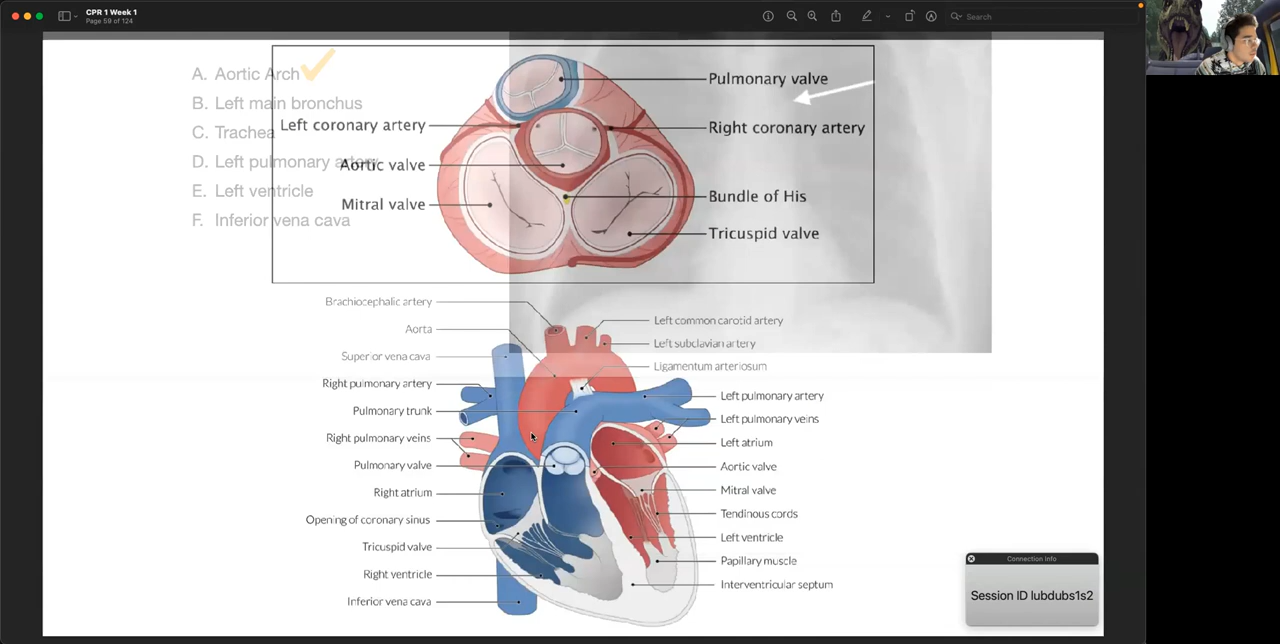 CPR 1 Week 1
Page 59 of 124
Search
A. Aortic Arch
B. Left main bronchus
C. Trachea
D. Left pulmonary artery
E. Left ventricle
F. Inferior vena cava
Left coronary artery
Aortic valve
Mitral valve
Pulmonary valve
Right coronary artery
Bundle of His
Tricuspid valve
Brachiocephalic artery
Aorta
Superior vena cava
Right pulmonary artery
Pulmonary trunk
Right pulmonary veins
Pulmonary valve
Right atrium
Opening of coronary sinus
Tricuspid valve
Right ventricle
Inferior vena cava
Left common carotid artery
Left subclavian artery
Ligamentum arteriosum
Left pulmonary artery
Left pulmonary veins
Left atrium
Aortic valve
Mitral valve
Tendinous cords
Left ventricle
Papillary muscle
Interventricular septum
Connection Info
Session ID lubdubs1s2